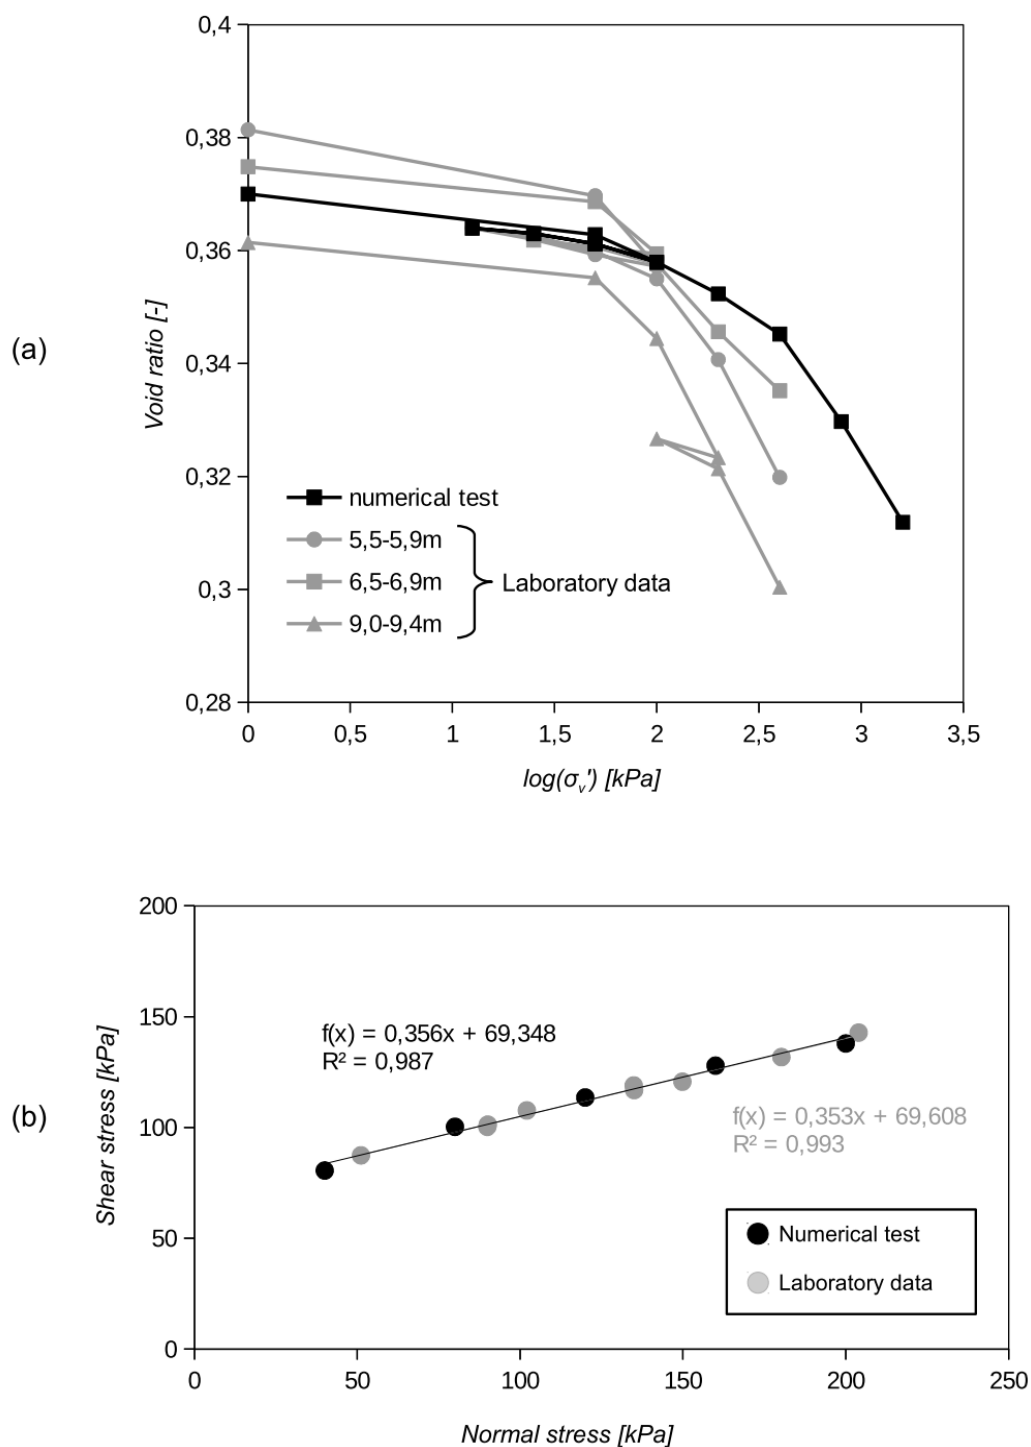 (a)
Void ratio [-]
0,4
0,38
0,36
0,34
0,32
0,3
0,28
numerical test
5,5-5,9m
6,5-6,9m
9,0-9,4m
Laboratory data
0 0,5 1 1,5 2 2,5 3 3,5
log(σv') [kPa]
(b)
Shear stress [kPa]
200
150
100
50
0
f(x) = 0,356x + 69,348
R² = 0,987
f(x) = 0,353x + 69,608
R² = 0,993
Numerical test
Laboratory data
0 50 100 150 200 250
Normal stress [kPa]